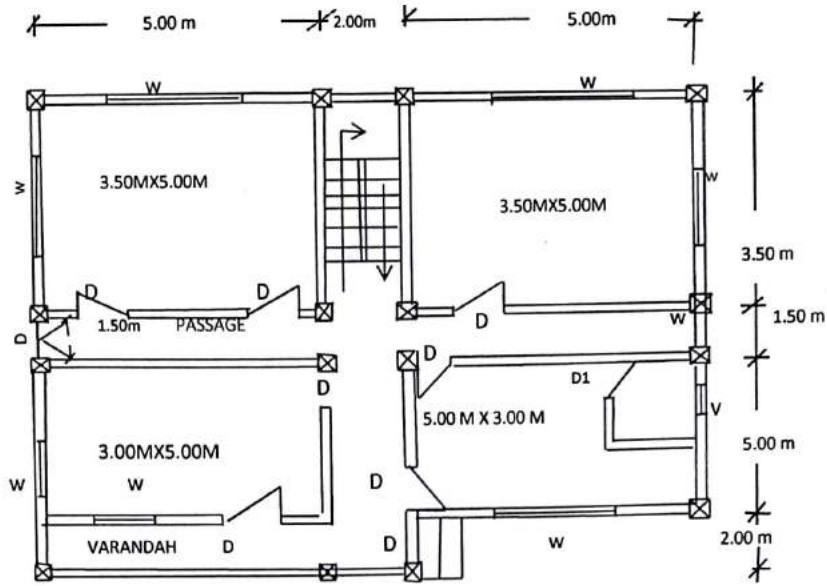 5.00 m
2.00m
5.00m
W
W
3.50MX5.00M
W
3.50MX5.00M
W
3.50 m
D
D
D
W
1.50 m
D
1.50m
PASSAGE
D
D
D1
5.00 M X 3.00 M
V
5.00 m
3.00MX5.00M
W
W
D
VARANDAH
D
D
W
2.00 m